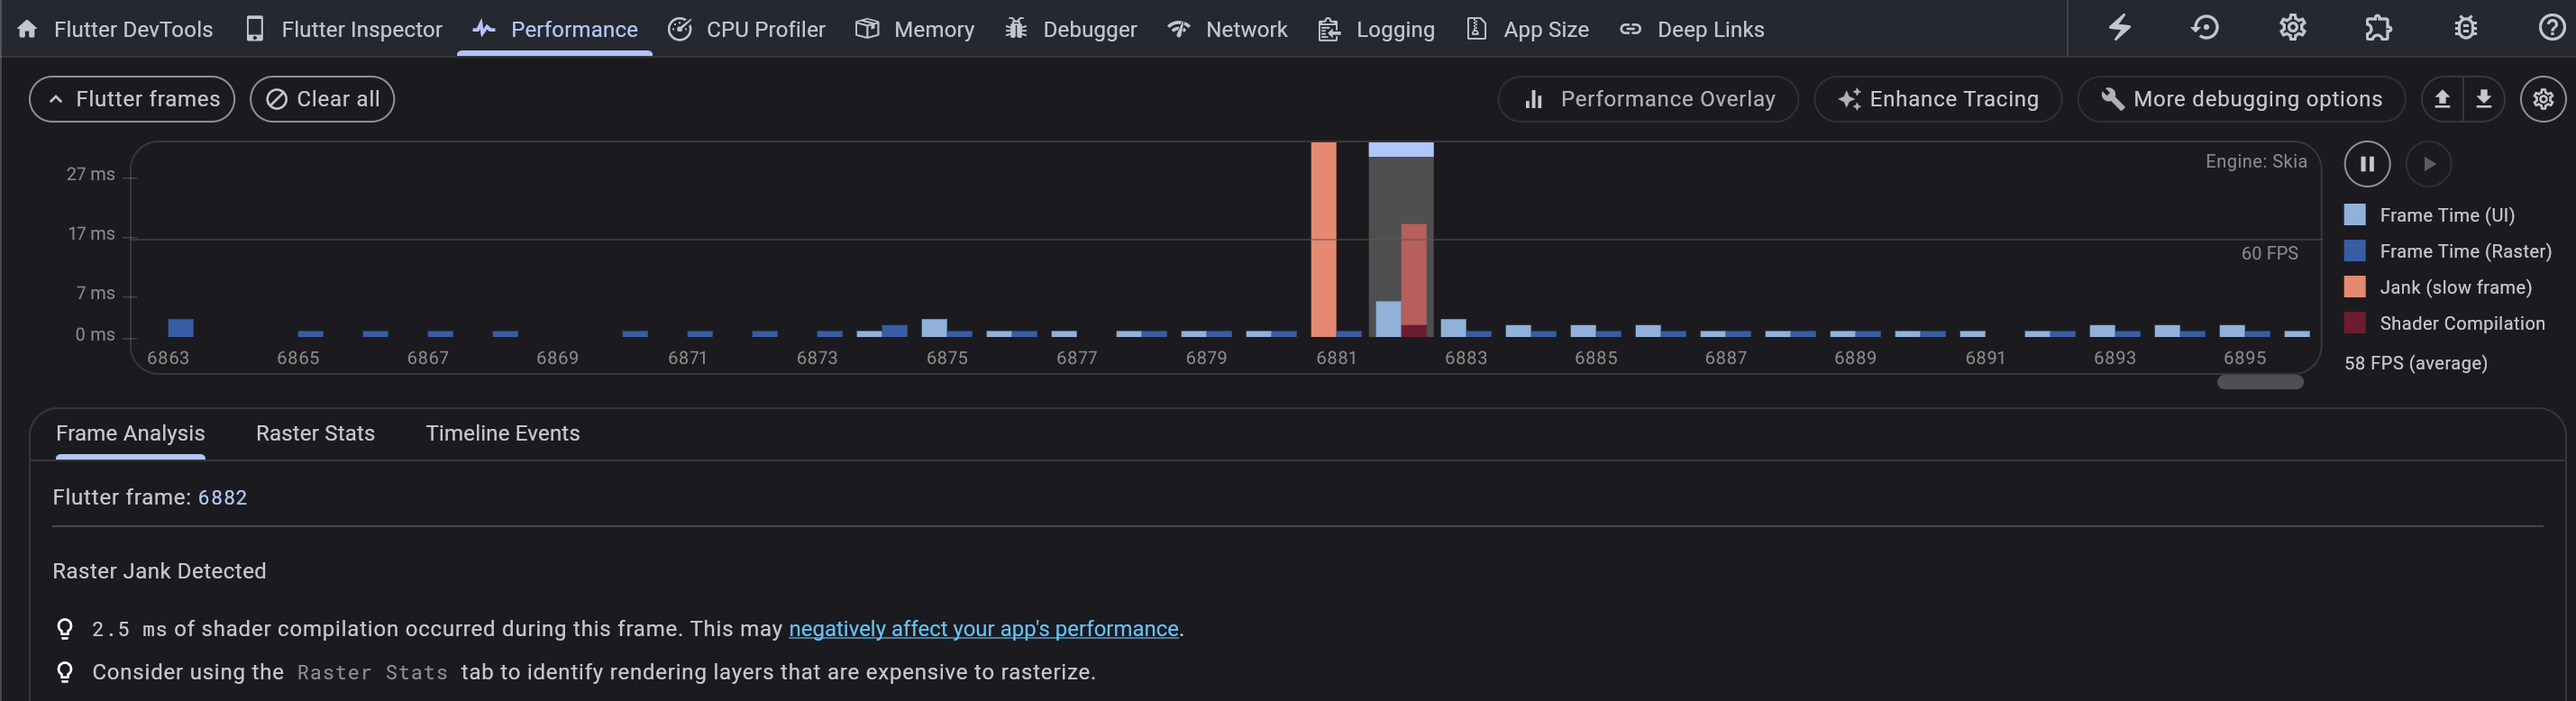 Flutter DevTools Flutter Inspector Performance CPU Profiler Memory Debugger Network Logging App Size Deep Links
Flutter frames Clear all Performance Overlay Enhance Tracing More debugging options
27 ms
17 ms
7 ms
0 ms
Engine: Skia
60 FPS
6863 6865 6867 6869 6871 6873 6875 6877 6879 6881 6883 6885 6887 6889 6891 6893 6895
Frame Time (UI)
Frame Time (Raster)
Jank (slow frame)
Shader Compilation
58 FPS (average)
Frame Analysis Raster Stats Timeline Events
Flutter frame: 6882
Raster Jank Detected
2.5 ms of shader compilation occurred during this frame. This may negatively affect your app's performance.
Consider using the Raster Stats tab to identify rendering layers that are expensive to rasterize.